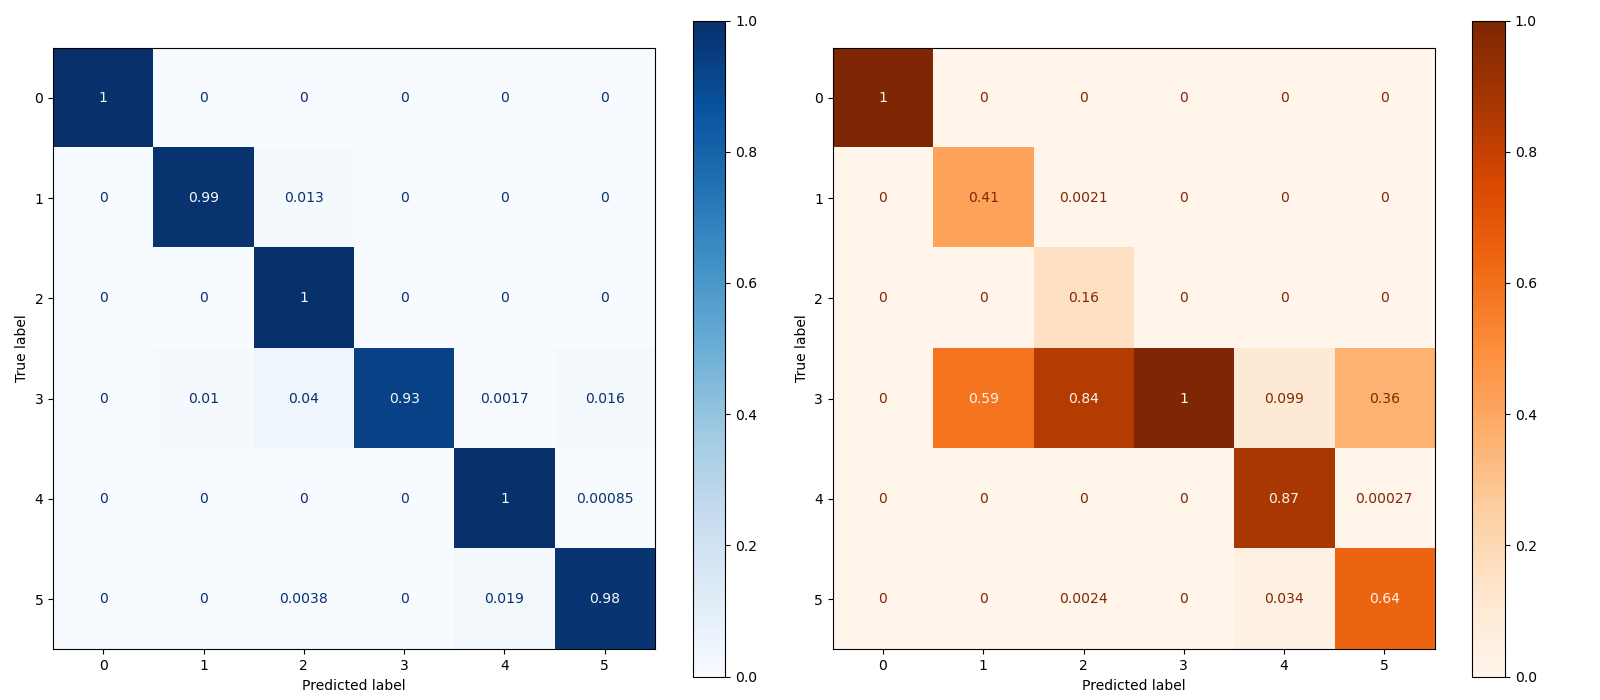 1.0
1.0
0 1 0 0 0 0 0
0 1 0 0 0 0 0
0.8
0.8
1 0 0.99 0.013 0 0 0
1 0 0.41 0.0021 0 0 0
0.6
0.6
2 0 0 1 0 0 0
2 0 0 0.16 0 0 0
True label
True label
3 0 0.01 0.04 0.93 0.0017 0.016
3 0 0.59 0.84 1 0.099 0.36
0.4
0.4
4 0 0 0 0 1 0.00085
4 0 0 0 0 0.87 0.00027
0.2
0.2
5 0 0 0.0038 0 0.019 0.98
5 0 0 0.0024 0 0.034 0.64
0.0
0.0
0 1 2 3 4 5
0 1 2 3 4 5
Predicted label
Predicted label